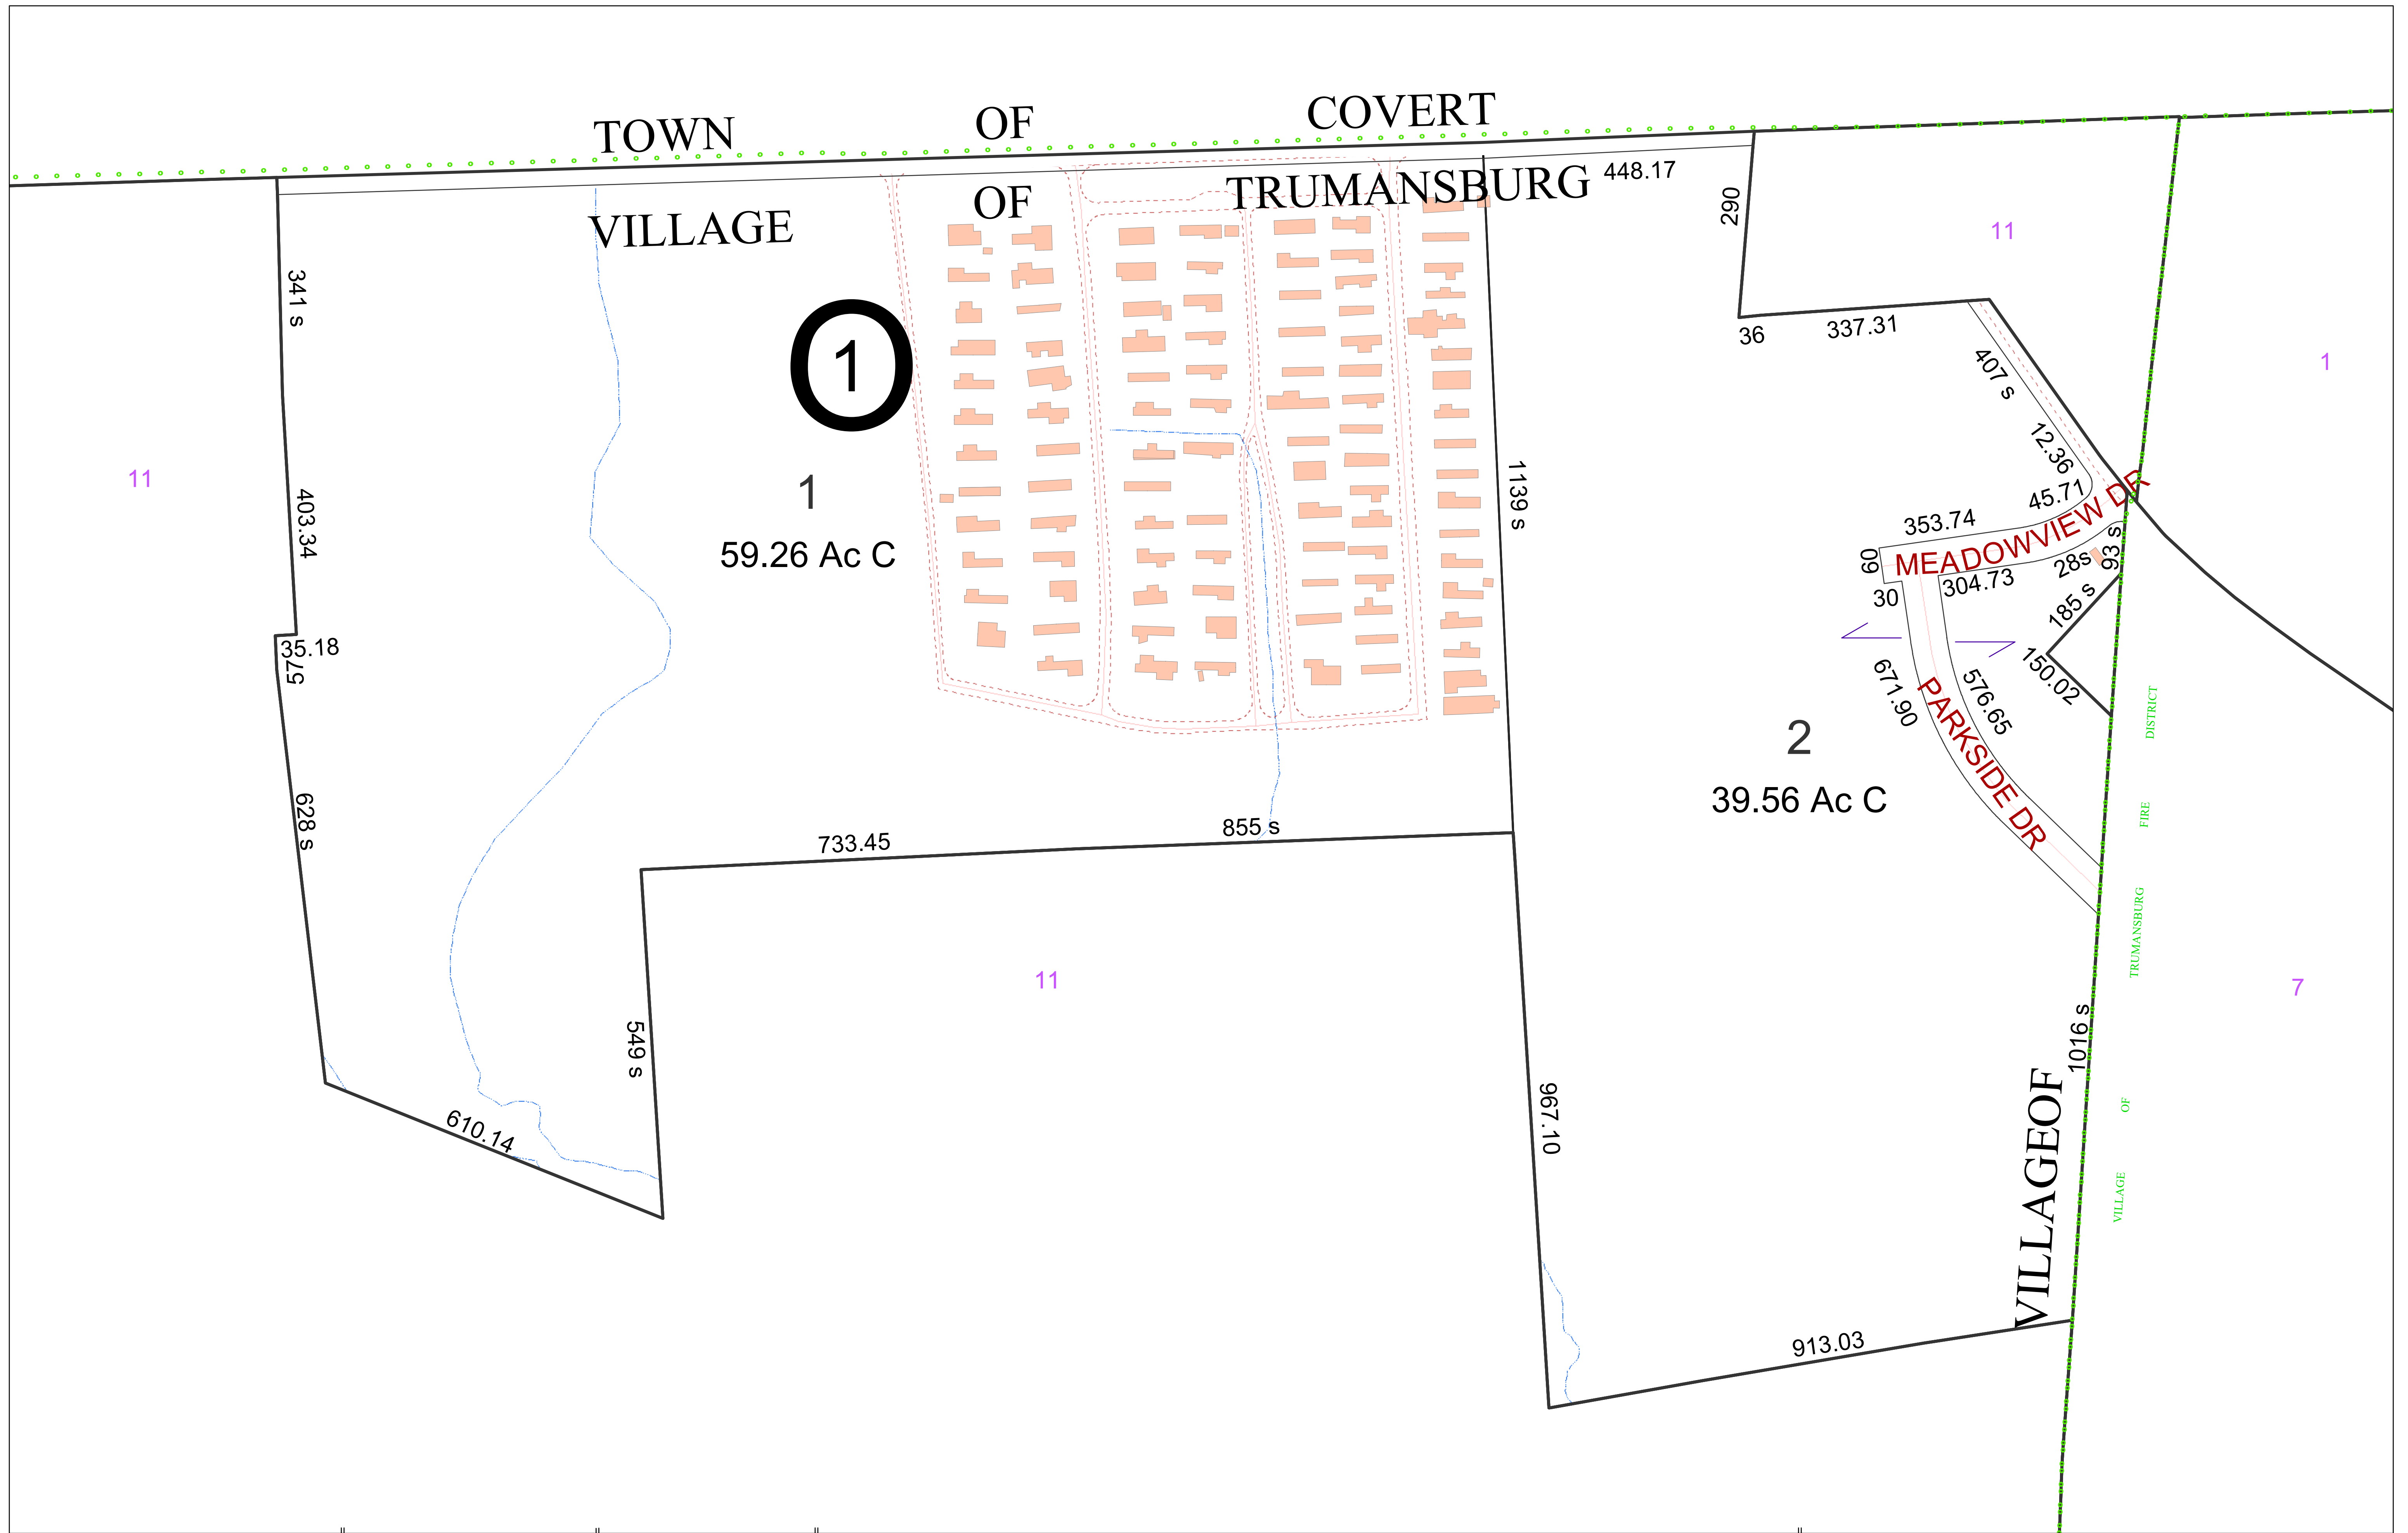 TOWN OF COVERT
VILLAGE OF TRUMANSBURG
448.17
290
11
341 s
1
36
337.31
1
407 s
12.36
11
1
59.26 Ac C
403.34
1139 s
45.71
353.74
MEADOWVIEW DR
60
30
304.73
28s
93 s
185 s
150.02
35.18
57 s
671.90
576.65
PARKSIDE DR
2
39.56 Ac C
628 s
733.45
855 s
11
7
549 s
610.14
967.10
1016 s
913.03
VILLAGEOF
VILLAGE OF TRUMANSBURG FIRE DISTRICT